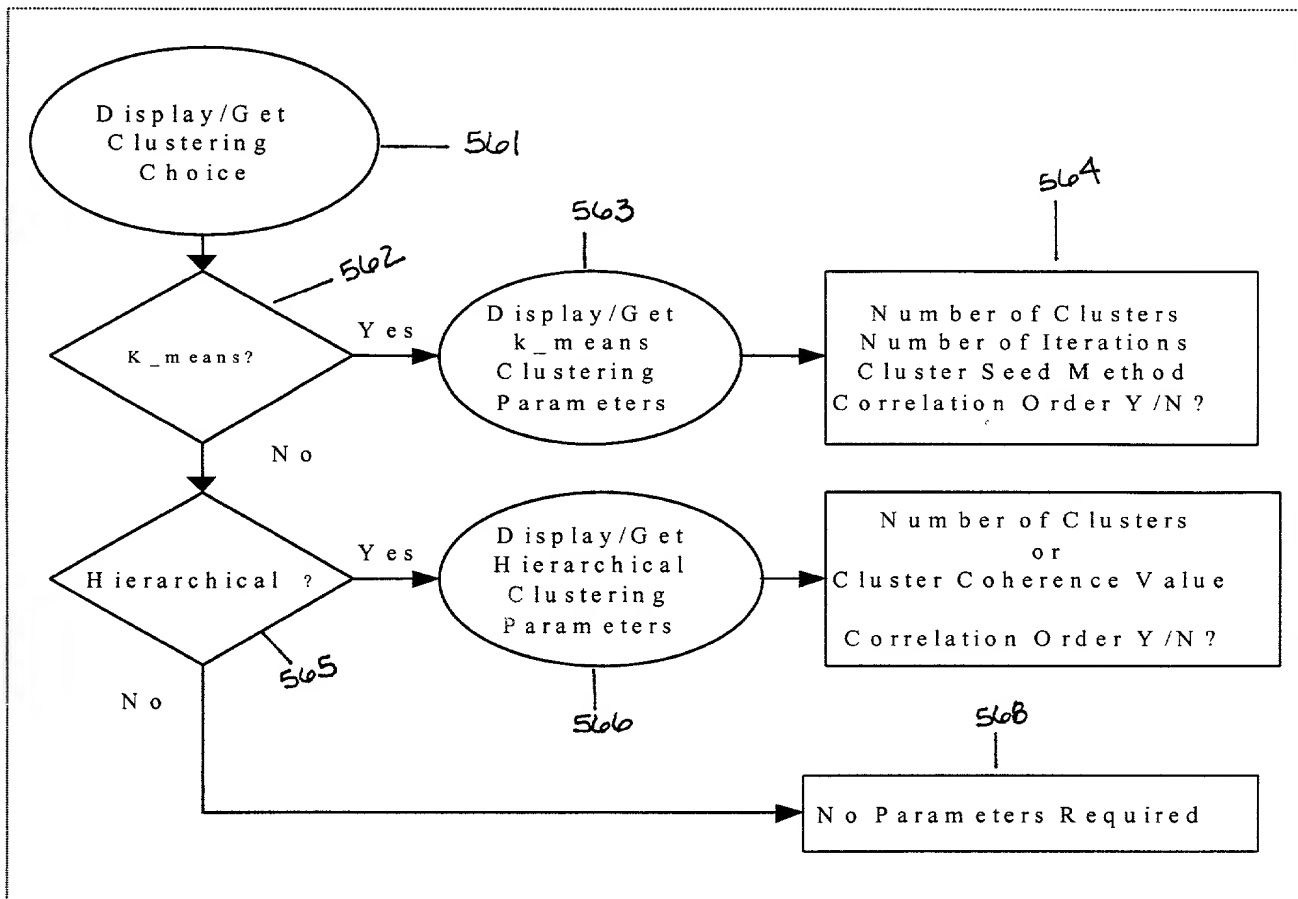 Display/Get
Clustering
Choice
561
562
563
564
K_means?
Yes
Display/Get
k_means
Clustering
Parameters
Number of Clusters
Number of Iterations
Cluster Seed Method
Correlation Order Y/N?
No
Hierarchical ?
Yes
Display/Get
Hierarchical
Clustering
Parameters
Number of Clusters
or
Cluster Coherence Value
Correlation Order Y/N?
565
No
566
568
No Parameters Required